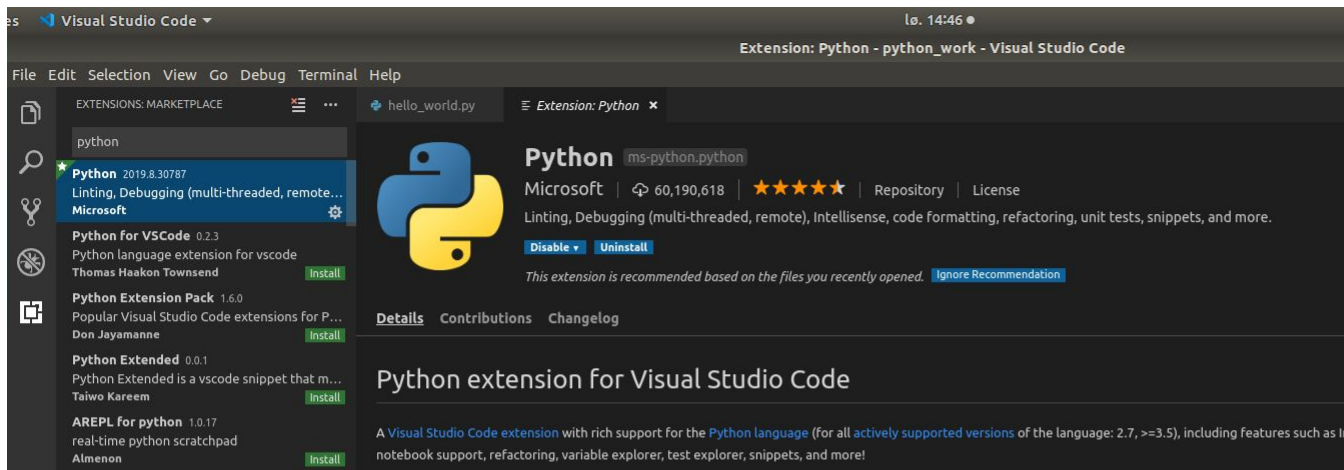 Visual Studio Code
lø. 14:46
Extension: Python - python_work - Visual Studio Code
File Edit Selection View Go Debug Terminal Help
EXTENSIONS: MARKETPLACE
hello_world.py
Extension: Python
python
Python 2019.8.30787
Linting, Debugging (multi-threaded, remote...
Microsoft
Python for VSCode 0.2.3
Python language extension for vscode
Thomas Haakon Townsend Install
Python Extension Pack 1.6.0
Popular Visual Studio Code extensions for P...
Don Jayamanne Install
Python Extended 0.0.1
Python Extended is a vscode snippet that m...
Taiwo Kareem Install
AREPL for python 1.0.17
real-time python scratchpad
Almenon Install
Python ms-python.python
Microsoft 60,190,618 Repository License
Linting, Debugging (multi-threaded, remote), Intellisense, code formatting, refactoring, unit tests, snippets, and more.
Disable Uninstall
This extension is recommended based on the files you recently opened. Ignore Recommendation
Details Contributions Changelog
Python extension for Visual Studio Code
A Visual Studio Code extension with rich support for the Python language (for all actively supported versions of the language: 2.7, >=3.5), including features such as
notebook support, refactoring, variable explorer, test explorer, snippets, and more!